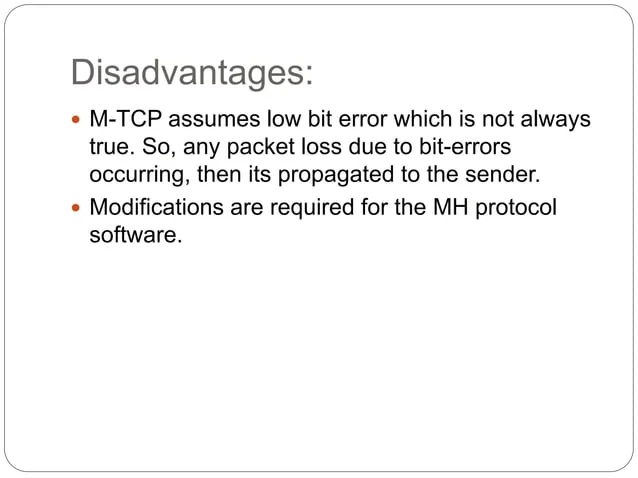 Disadvantages:
• M-TCP assumes low bit error which is not always
true. So, any packet loss due to bit-errors
occurring, then its propagated to the sender.
• Modifications are required for the MH protocol
software.